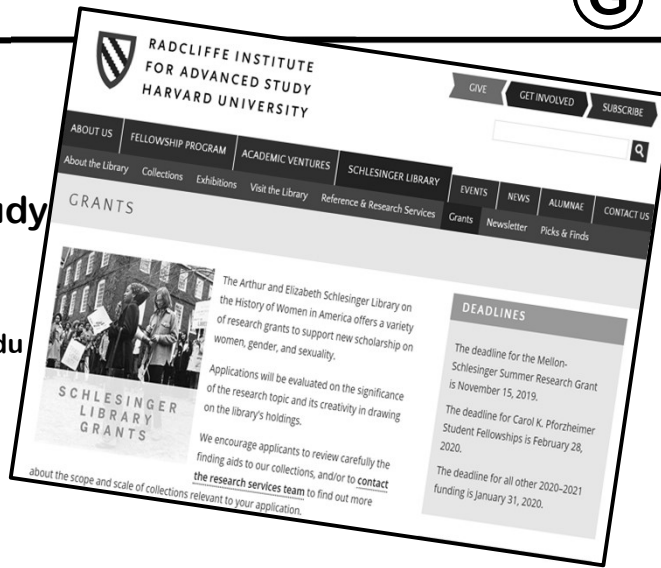 G
RADCLIFFE INSTITUTE
FOR ADVANCED STUDY
HARVARD UNIVERSITY
GIVE
GET INVOLVED
SUBSCRIBE
ABOUT US
FELLOWSHIP PROGRAM
ACADEMIC VENTURES
SCHLESINGER LIBRARY
EVENTS
NEWS
ALUMNAE
CONTACT US
About the Library
Collections
Exhibitions
Visit the Library
Reference & Research Services
Grants
Newsletter
Picks & Finds
GRANTS
SCHLESINGER
LIBRARY
GRANTS
The Arthur and Elizabeth Schlesinger Library on
the History of Women in America offers a variety
of research grants to support new scholarship on
women, gender, and sexuality.
Applications will be evaluated on the significance
of the research topic and its creativity in drawing
on the library's holdings.
We encourage applicants to review carefully the
finding aids to our collections, and/or to contact
the research services team to find out more
about the scope and scale of collections relevant to your application.
DEADLINES
The deadline for the Mellon-
Schlesinger Summer Research Grant
is November 15, 2019.
The deadline for Carol K. Pforzheimer
Student Fellowships is February 28,
2020.
The deadline for all other 2020–2021
funding is January 31, 2020.